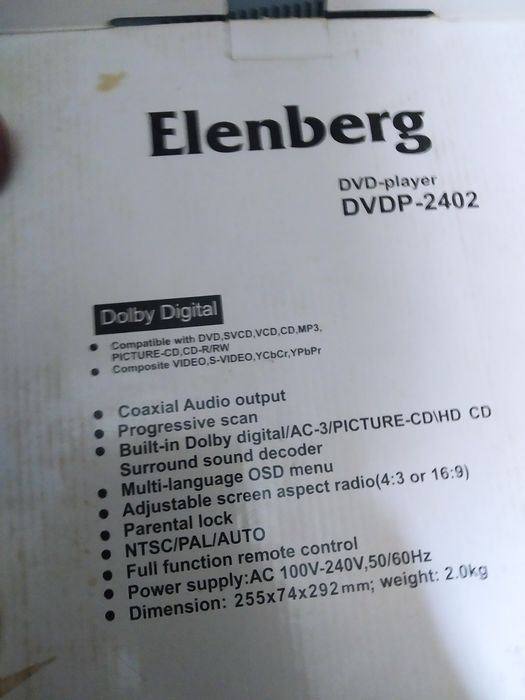 Elenberg
DVD-player
DVDP-2402
Dolby Digital
● Compatible with DVD,SVCD,VCD,CD,MP3,
PICTURE-CD,CD-R/RW
● Composite VIDEO,S-VIDEO,YCbCr,YPbPr
● Coaxial Audio output
● Progressive scan
● Built-in Dolby digital/AC-3/PICTURE-CD\HD CD
Surround sound decoder
● Multi-language OSD menu
● Adjustable screen aspect radio(4:3 or 16:9)
● Parental lock
● NTSC/PAL/AUTO
● Full function remote control
● Power supply:AC 100V-240V,50/60Hz
● Dimension: 255x74x292mm; weight: 2.0kg